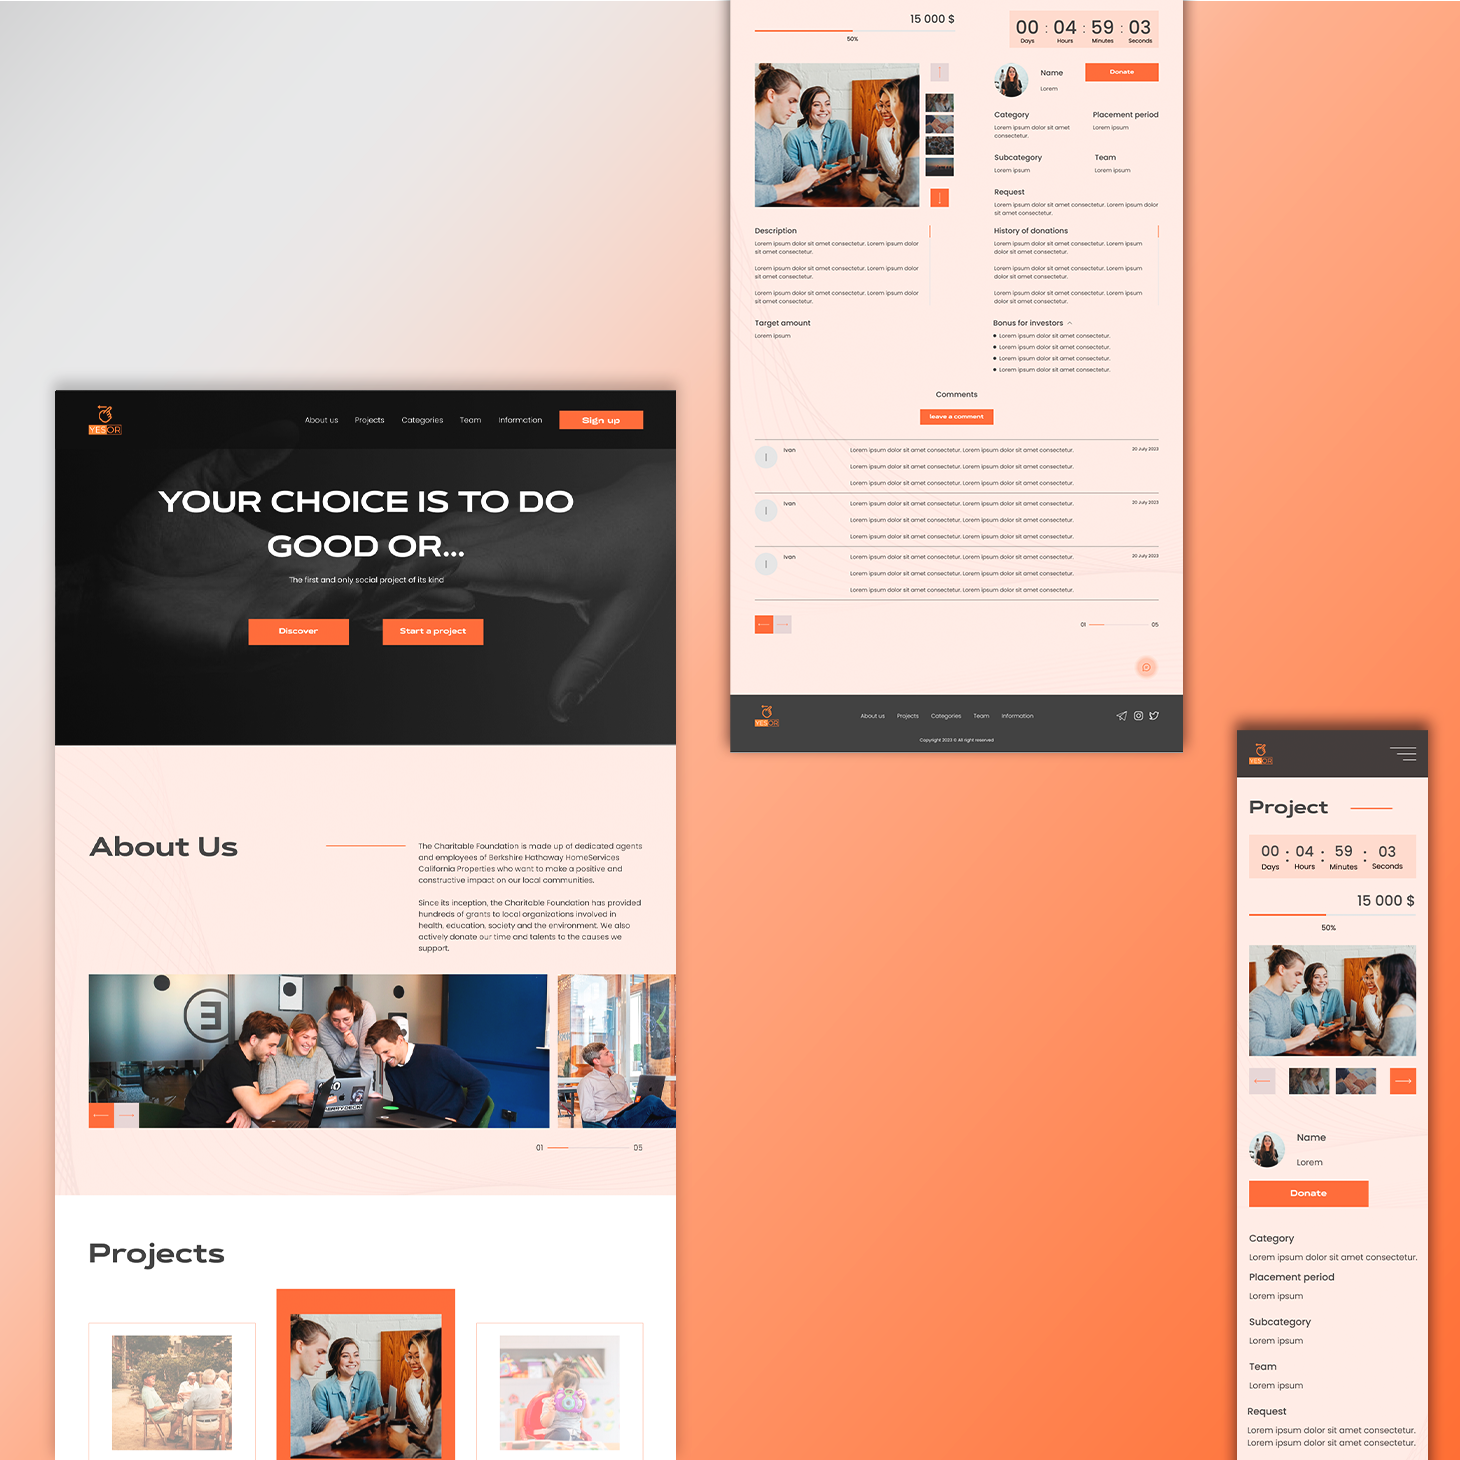 YESOR
About us
Projects
Categories
Team
Information
Sign up
YOUR CHOICE IS TO DO
GOOD OR...
The first and only social project of its kind
Discover
Start a project
About Us
The Charitable Foundation is made up of dedicated agents
and employees of Berkshire Hathaway HomeServices
California Properties who want to make a positive and
constructive impact on our local communities.
Since its inception, the Charitable Foundation has provided
hundreds of grants to local organizations involved in
health, education, society and the environment. We also
actively donate our time and talents to the causes we
support.
01
05
Projects
15 000 $
50%
00 : 04 : 59 : 03
Days Hours Minutes Seconds
Name
Lorem
Donate
Category
Lorem ipsum dolor sit amet
consectetur.
Placement period
Lorem ipsum
Subcategory
Lorem ipsum
Team
Lorem ipsum
Request
Lorem ipsum dolor sit amet consectetur. Lorem ipsum dolor
sit amet consectetur.
Description
Lorem ipsum dolor sit amet consectetur. Lorem ipsum dolor
sit amet consectetur.
Lorem ipsum dolor sit amet consectetur. Lorem ipsum dolor
sit amet consectetur.
Lorem ipsum dolor sit amet consectetur. Lorem ipsum dolor
sit amet consectetur.
History of donations
Lorem ipsum dolor sit amet consectetur. Lorem ipsum
dolor sit amet consectetur.
Lorem ipsum dolor sit amet consectetur. Lorem ipsum
dolor sit amet consectetur.
Lorem ipsum dolor sit amet consectetur. Lorem ipsum
dolor sit amet consectetur.
Target amount
Lorem ipsum
Bonus for investors
Lorem ipsum dolor sit amet consectetur.
Lorem ipsum dolor sit amet consectetur.
Lorem ipsum dolor sit amet consectetur.
Lorem ipsum dolor sit amet consectetur.
Comments
leave a comment
I
Ivan
Lorem ipsum dolor sit amet consectetur. Lorem ipsum dolor sit amet consectetur.
Lorem ipsum dolor sit amet consectetur. Lorem ipsum dolor sit amet consectetur.
Lorem ipsum dolor sit amet consectetur. Lorem ipsum dolor sit amet consectetur.
20 July 2023
I
Ivan
Lorem ipsum dolor sit amet consectetur. Lorem ipsum dolor sit amet consectetur.
Lorem ipsum dolor sit amet consectetur. Lorem ipsum dolor sit amet consectetur.
Lorem ipsum dolor sit amet consectetur. Lorem ipsum dolor sit amet consectetur.
20 July 2023
I
Ivan
Lorem ipsum dolor sit amet consectetur. Lorem ipsum dolor sit amet consectetur.
Lorem ipsum dolor sit amet consectetur. Lorem ipsum dolor sit amet consectetur.
Lorem ipsum dolor sit amet consectetur. Lorem ipsum dolor sit amet consectetur.
20 July 2023
01
05
YESOR
About us
Projects
Categories
Team
Information
Copyright 2023 © All right reserved
YESOR
Project
00 : 04 : 59 : 03
Days Hours Minutes Seconds
15 000 $
50%
Name
Lorem
Donate
Category
Lorem ipsum dolor sit amet consectetur.
Placement period
Lorem ipsum
Subcategory
Lorem ipsum
Team
Lorem ipsum
Request
Lorem ipsum dolor sit amet consectetur.
Lorem ipsum dolor sit amet consectetur.